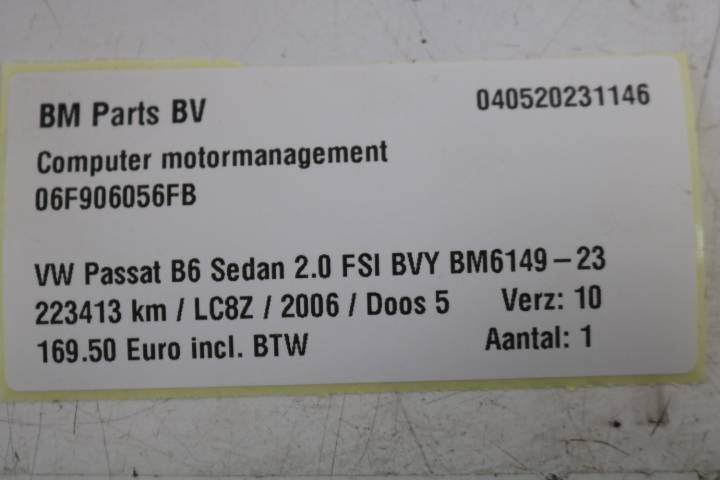 BM Parts BV 040520231146
Computer motormanagement
06F906056FB
VW Passat B6 Sedan 2.0 FSI BVY BM6149-23
223413 km / LC8Z / 2006 / Doos 5 Verz: 10
169.50 Euro incl. BTW Aantal: 1